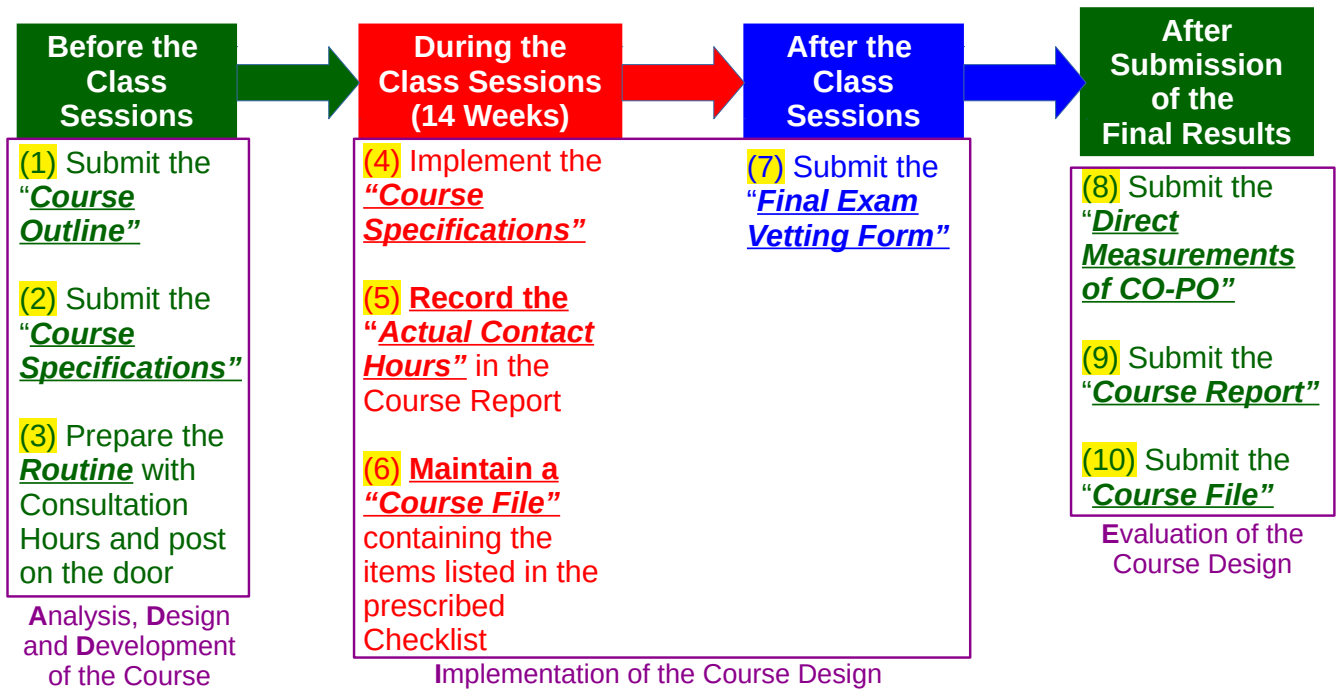 Before the
Class
Sessions
During the
Class Sessions
(14 Weeks)
After the
Class
Sessions
After
Submission
of the
Final Results
(1) Submit the
“Course
Outline”
(2) Submit the
“Course
Specifications”
(3) Prepare the
Routine with
Consultation
Hours and post
on the door
Analysis, Design
and Development
of the Course
(4) Implement the
“Course
Specifications”
(5) Record the
“Actual Contact
Hours” in the
Course Report
(6) Maintain a
“Course File”
containing the
items listed in the
prescribed
Checklist
(7) Submit the
“Final Exam
Vetting Form”
Implementation of the Course Design
(8) Submit the
“Direct
Measurements
of CO-PO”
(9) Submit the
“Course Report”
(10) Submit the
“Course File”
Evaluation of the
Course Design